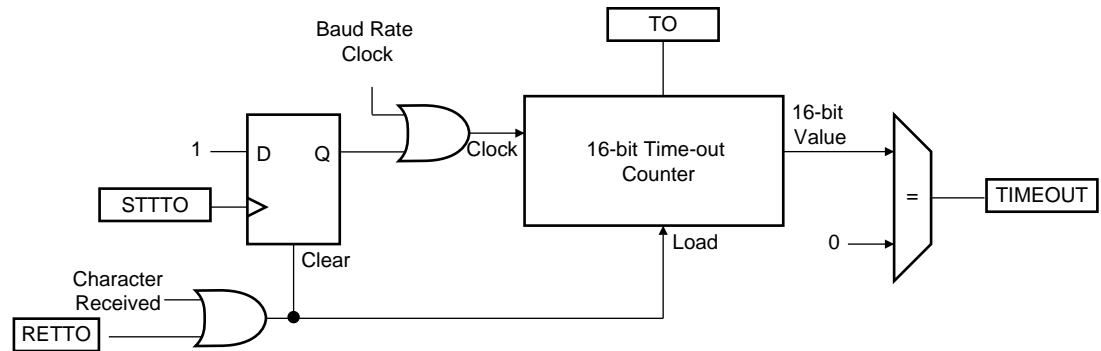 TO
Baud Rate
Clock
16-bit
Value
1
D
Q
Clock
16-bit Time-out
Counter
STTTO
=
TIMEOUT
0
Load
Clear
Character
Received
RETTO